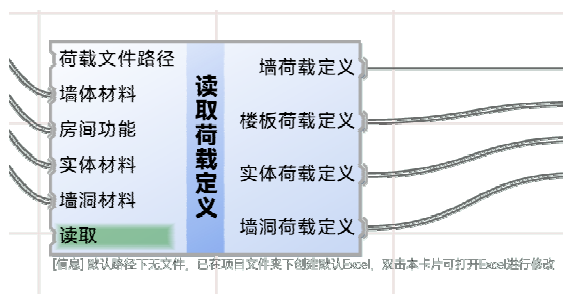 荷载文件路径
墙体材料
房间功能
实体材料
墙洞材料
读取
读取荷载定义
墙荷载定义
楼板荷载定义
实体荷载定义
墙洞荷载定义
[信息] 默认路径下无文件，已在项目文件夹下创建默认Excel，双击本卡片可打开Excel进行修改